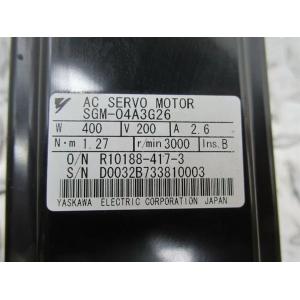 AC SERVO MOTOR
SGM-04A3G26
W 400 V 200 A 2.6
N·m 1.27 r/min 3000 Ins. B
O/N R10188-417-3
S/N D0032B733810003
YASKAWA ELECTRIC CORPORATION JAPAN